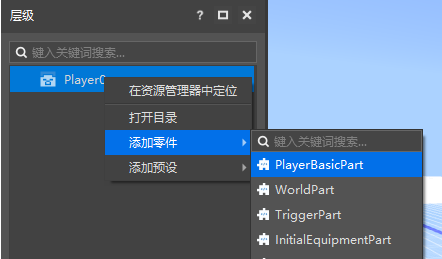 层级
?
键入关键词搜索...
Player
在资源管理器中定位
打开目录
添加零件
添加预设
键入关键词搜索...
PlayerBasicPart
WorldPart
TriggerPart
InitialEquipmentPart